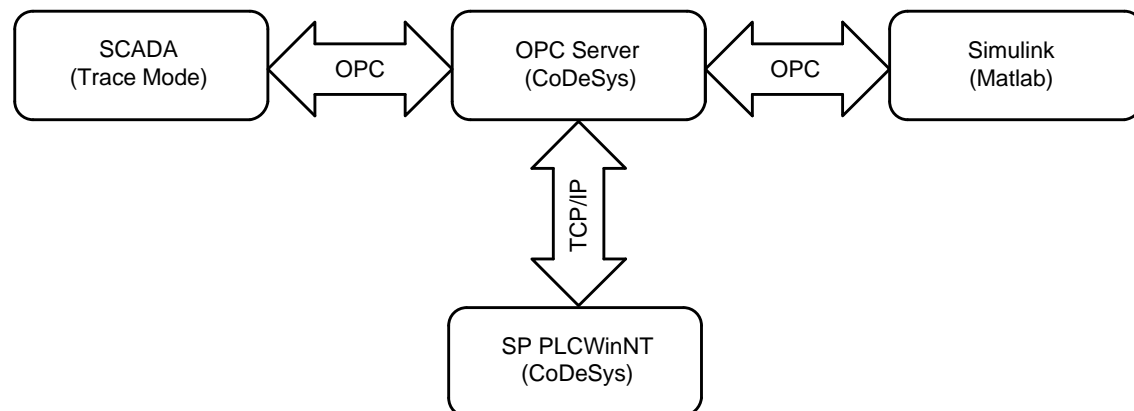 SCADA
(Trace Mode)
OPC
OPC Server
(CoDeSys)
OPC
Simulink
(Matlab)
TCP/IP
SP PLCWinNT
(CoDeSys)